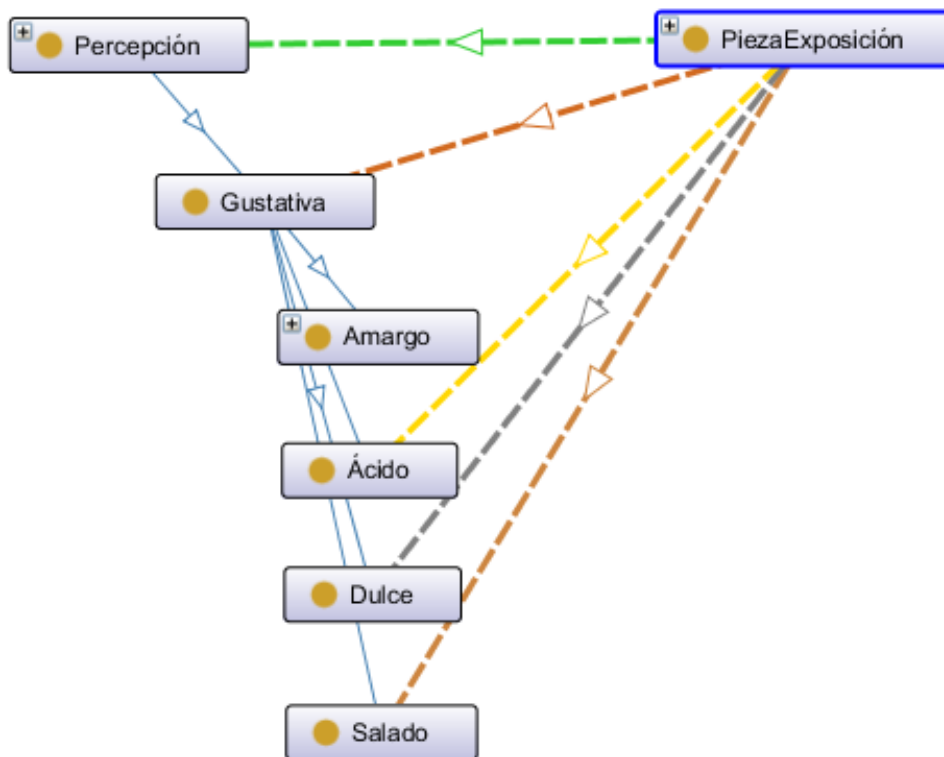 Percepción
PiezaExposición
Gustativa
Amargo
Ácido
Dulce
Salado